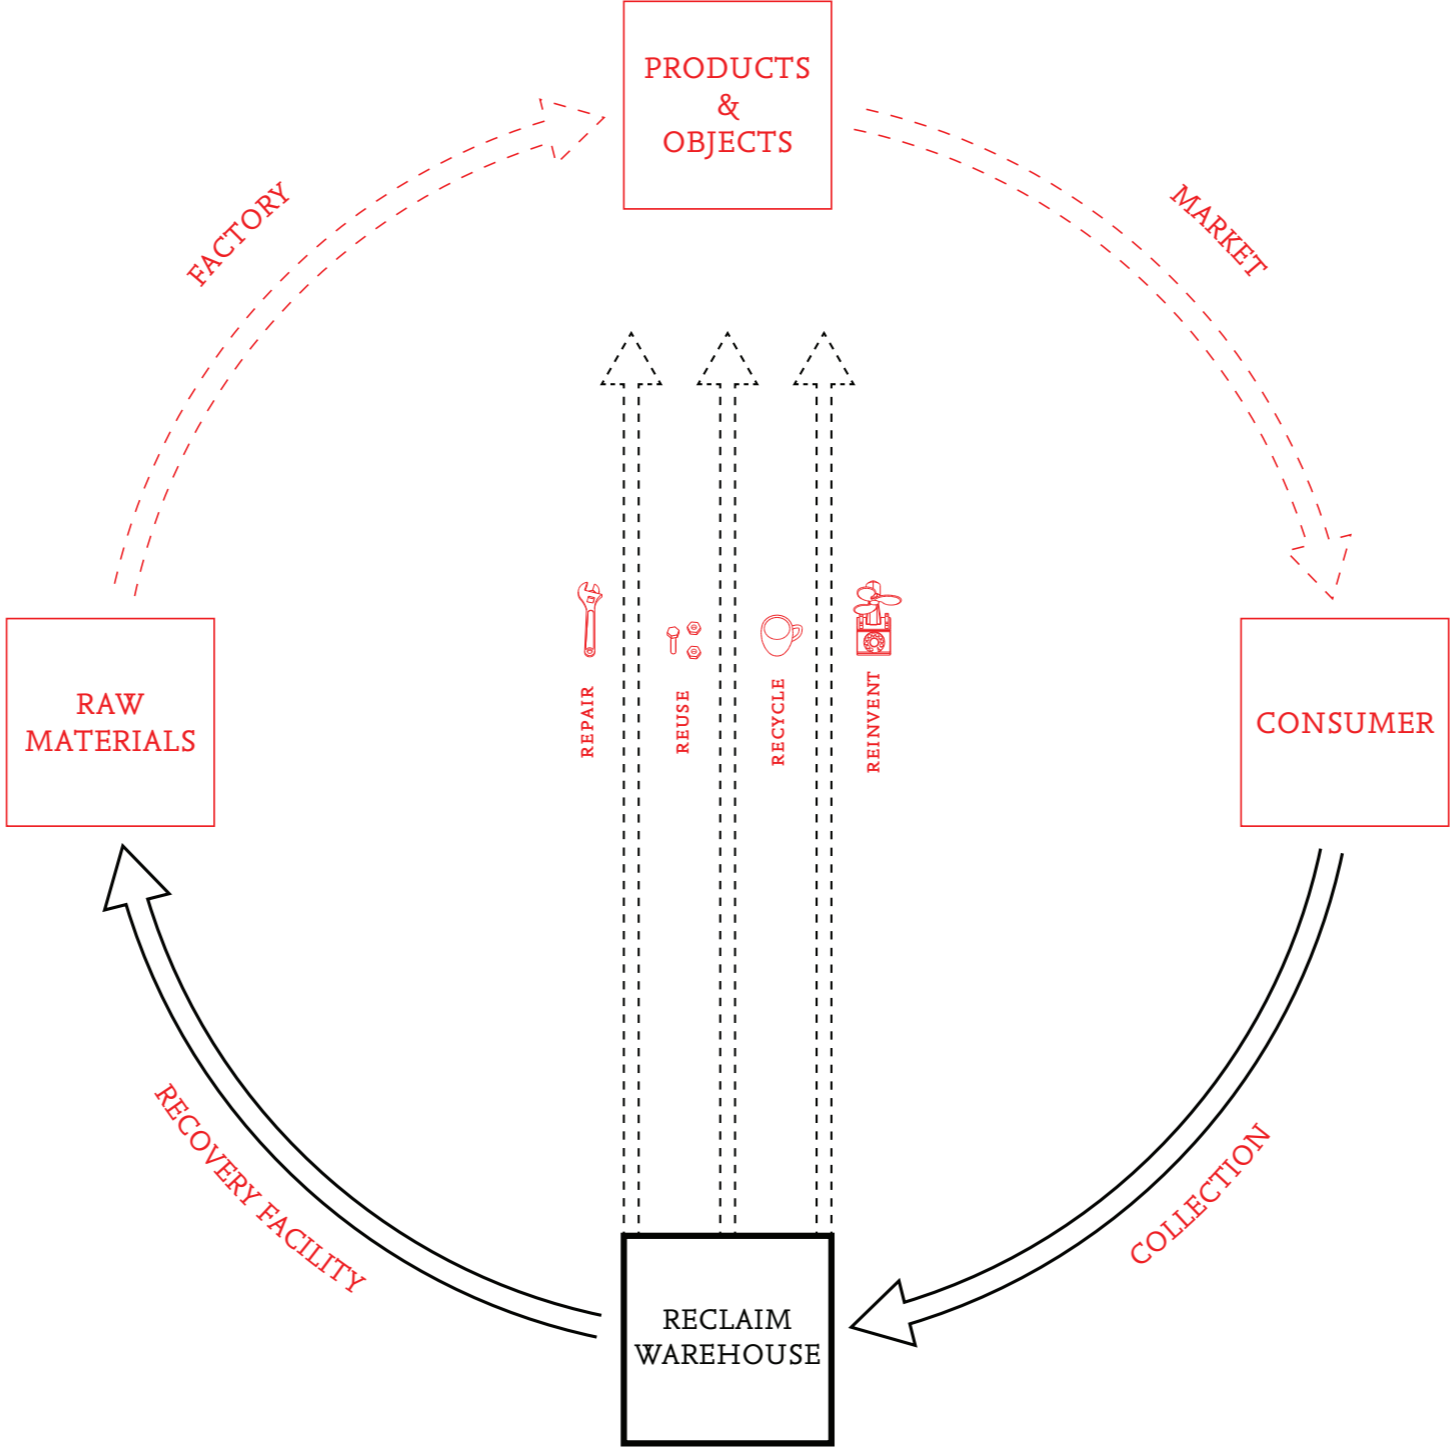 PRODUCTS
&
OBJECTS
FACTORY
MARKET
RAW
MATERIALS
REPAIR
REUSE
RECYCLE
REINVENT
CONSUMER
RECOVERY FACILITY
COLLECTION
RECLAIM
WAREHOUSE